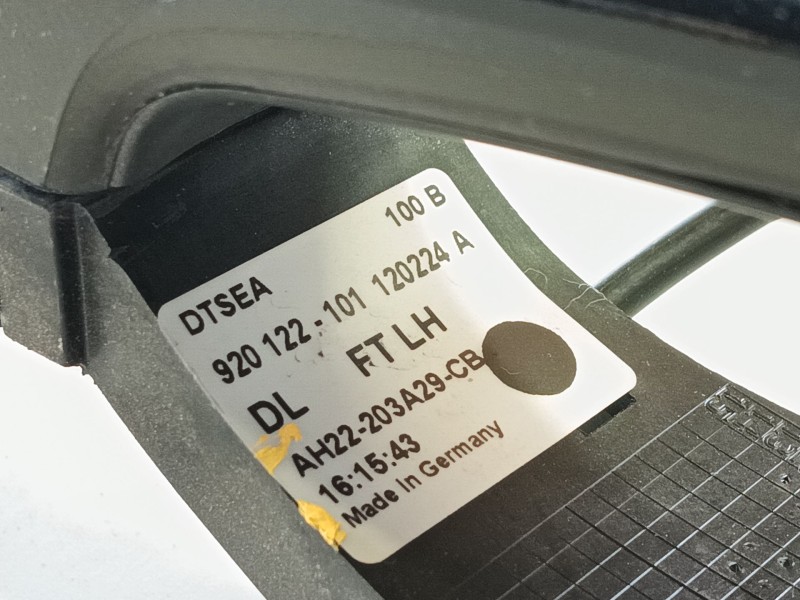 100 B
DTSEA
920 122 - 101 120224 A
FT LH
DL
AH22-203A29-CB
16:15:43
Made in Germany